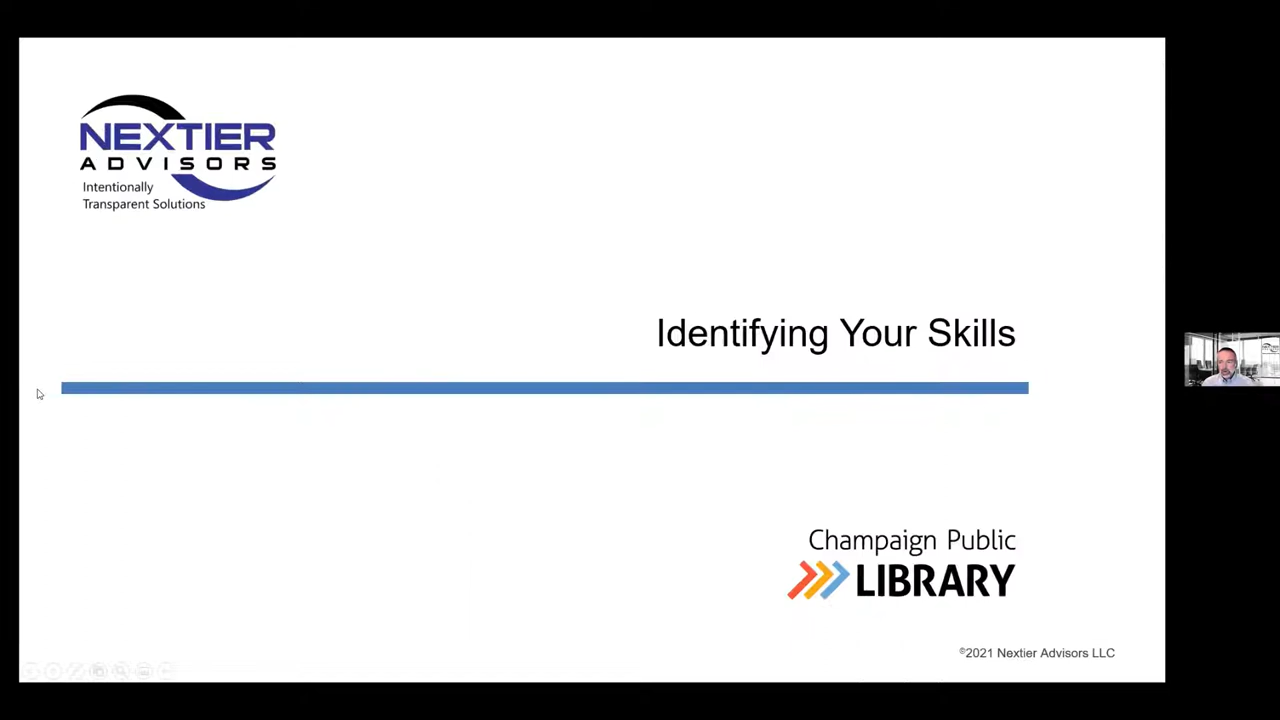 NEXTIER
ADVISORS
Intentionally
Transparent Solutions
Identifying Your Skills
Champaign Public
LIBRARY
©2021 Nextier Advisors LLC